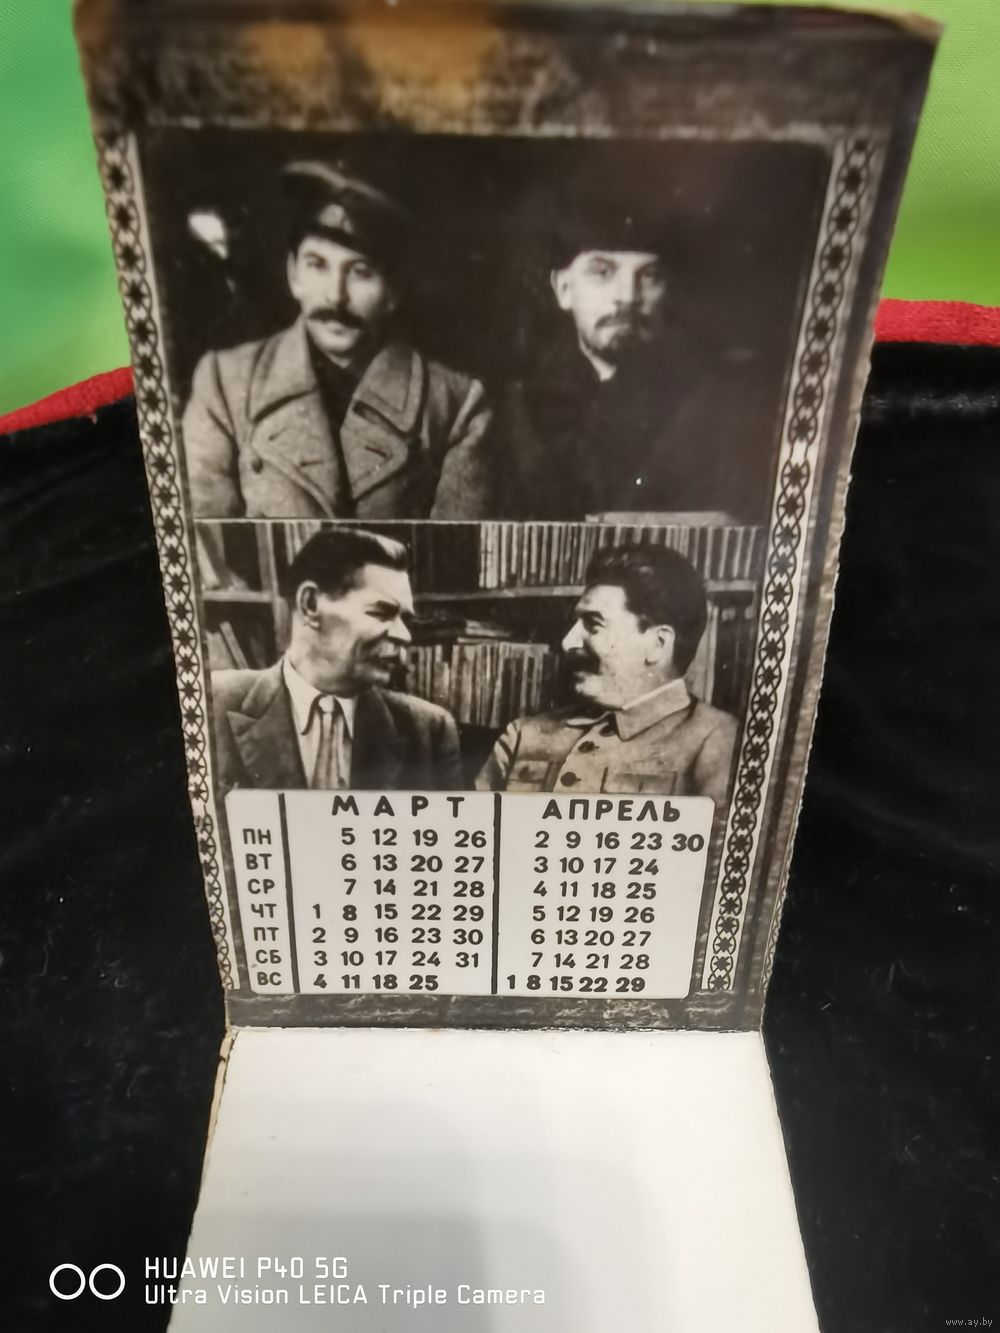 МАРТ АПРЕЛЬ
ПН 5 12 19 26 2 9 16 23 30
ВТ 6 13 20 27 3 10 17 24
СР 7 14 21 28 4 11 18 25
ЧТ 1 8 15 22 29 5 12 19 26
ПТ 2 9 16 23 30 6 13 20 27
СБ 3 10 17 24 31 7 14 21 28
ВС 4 11 18 25 1 8 15 22 29
HUAWEI P40 5G
Ultra Vision LEICA Triple Camera
www.ay.by